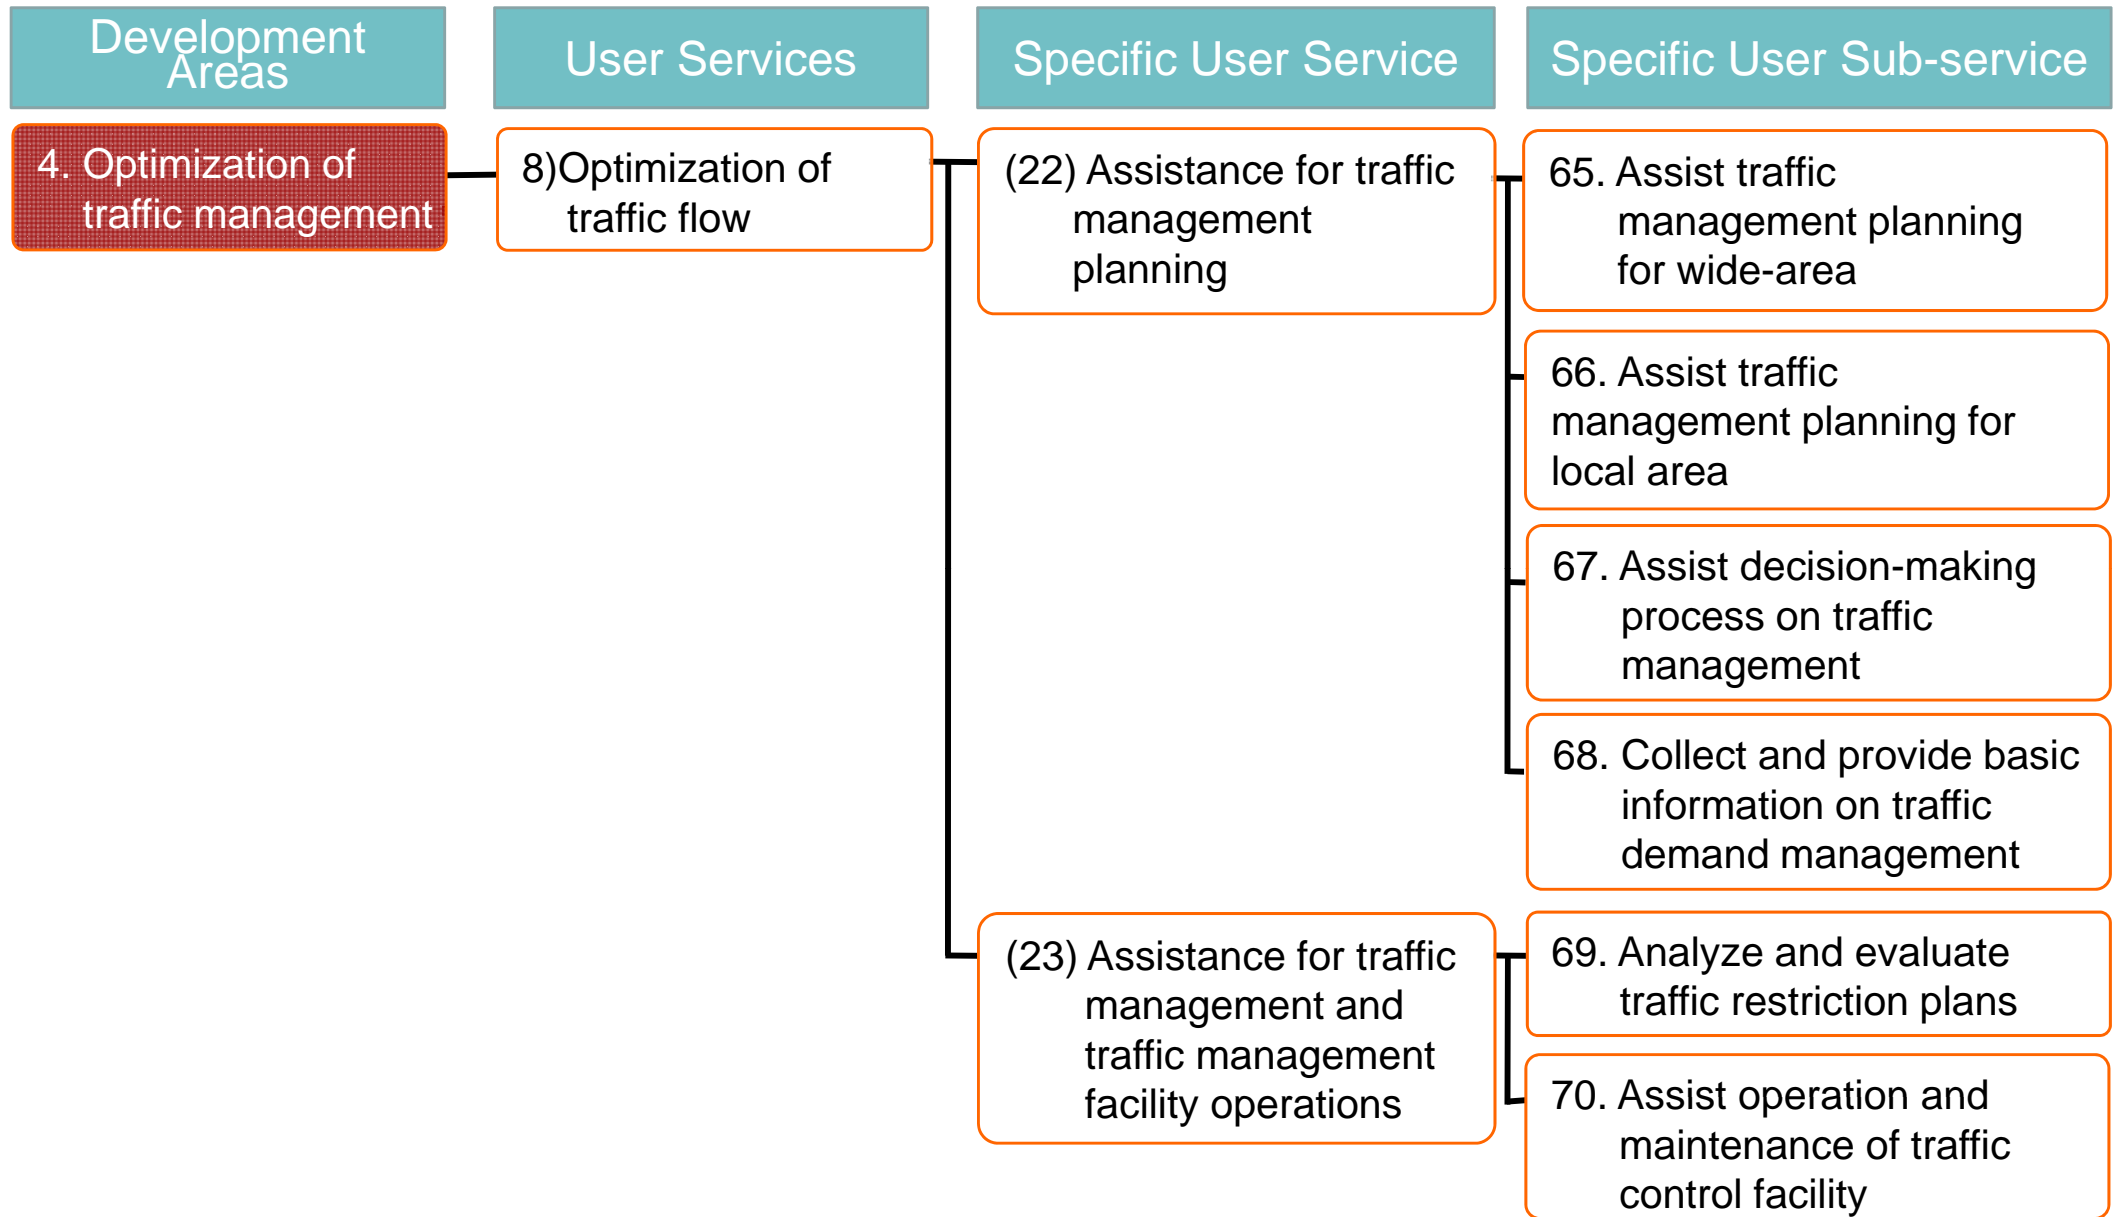 Development
Areas
User Services
Specific User Service
Specific User Sub-service
4. Optimization of
traffic management
8)Optimization of
traffic flow
(22) Assistance for traffic
management
planning
65. Assist traffic
management planning
for wide-area
66. Assist traffic
management planning for
local area
67. Assist decision-making
process on traffic
management
68. Collect and provide basic
information on traffic
demand management
(23) Assistance for traffic
management and
traffic management
facility operations
69. Analyze and evaluate
traffic restriction plans
70. Assist operation and
maintenance of traffic
control facility